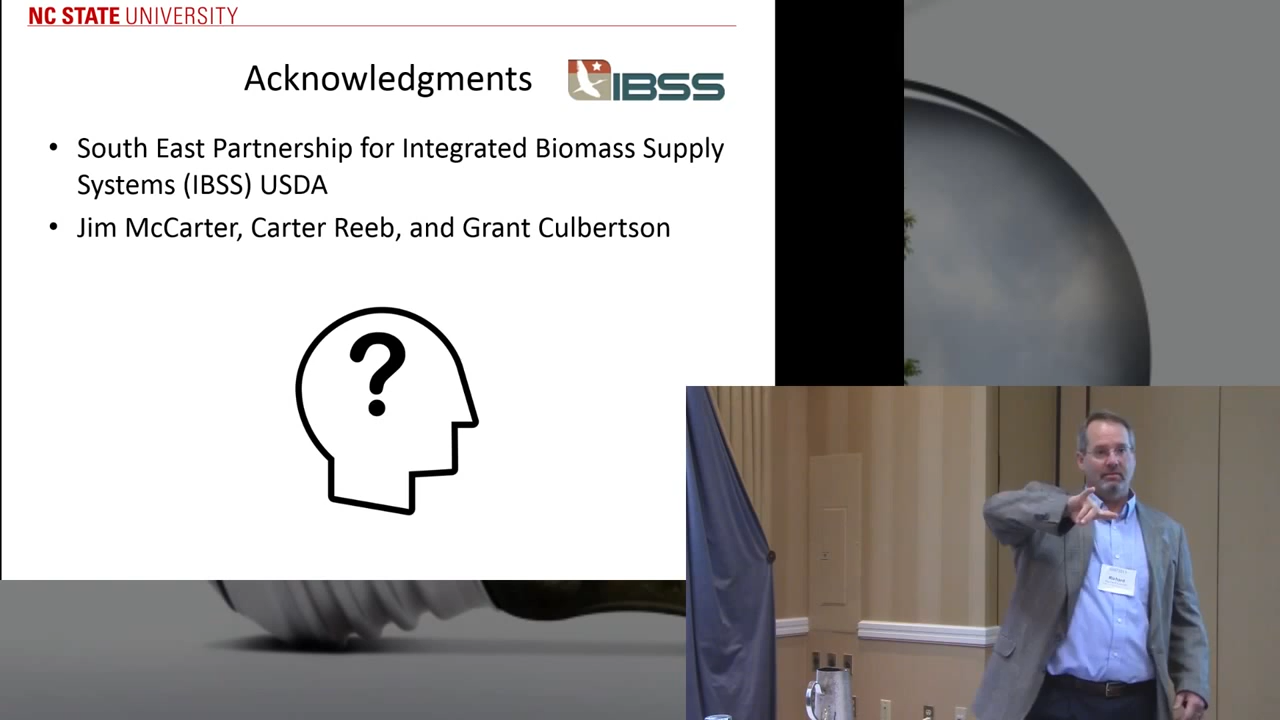 NC STATE UNIVERSITY
Acknowledgments
IBSS
• South East Partnership for Integrated Biomass Supply
Systems (IBSS) USDA
• Jim McCarter, Carter Reeb, and Grant Culbertson
?
Richard